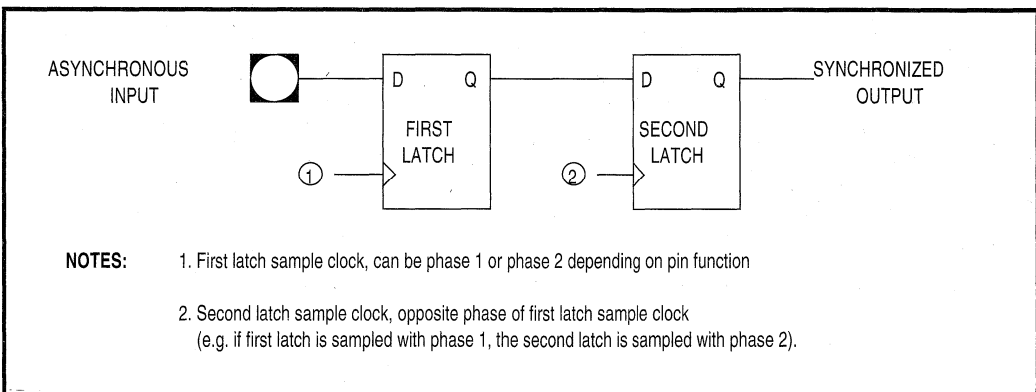 ASYNCHRONOUS
INPUT
D Q
FIRST
LATCH
1
D Q
SECOND
LATCH
2
SYNCHRONIZED
OUTPUT
NOTES: 1. First latch sample clock, can be phase 1 or phase 2 depending on pin function
2. Second latch sample clock, opposite phase of first latch sample clock
(e.g. if first latch is sampled with phase 1, the second latch is sampled with phase 2).